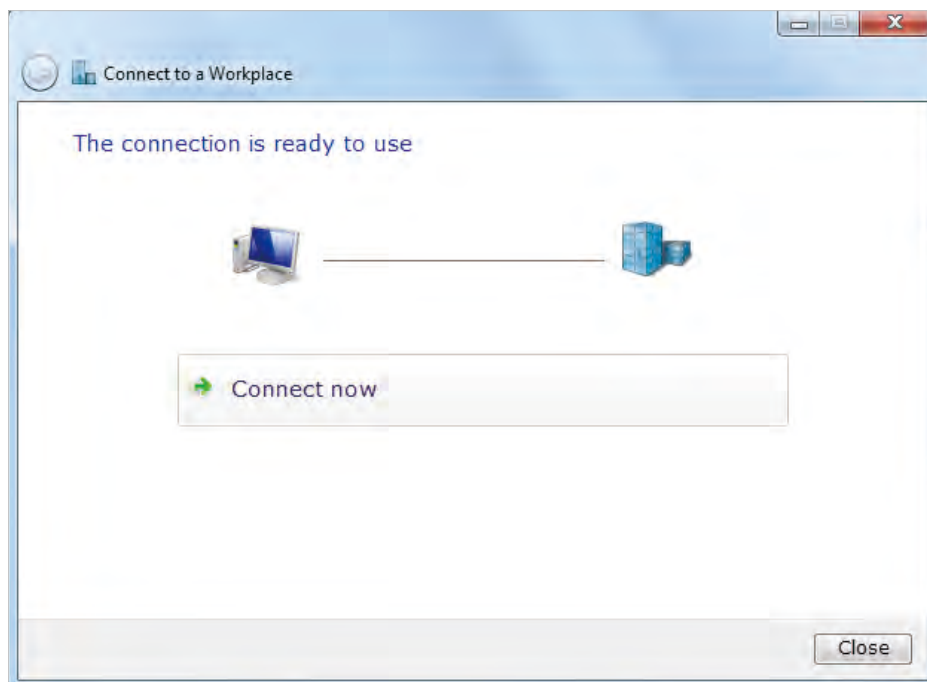 Connect to a Workplace
The connection is ready to use
Connect now
Close